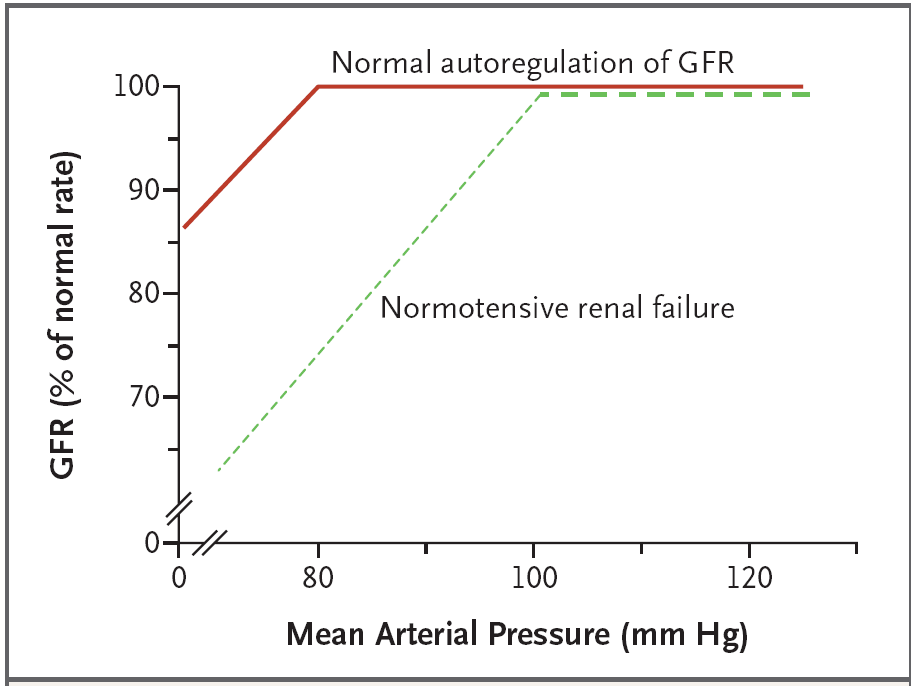 Normal autoregulation of GFR
100
90
80
70
0
GFR (% of normal rate)
Normotensive renal failure
0 80 100 120
Mean Arterial Pressure (mm Hg)